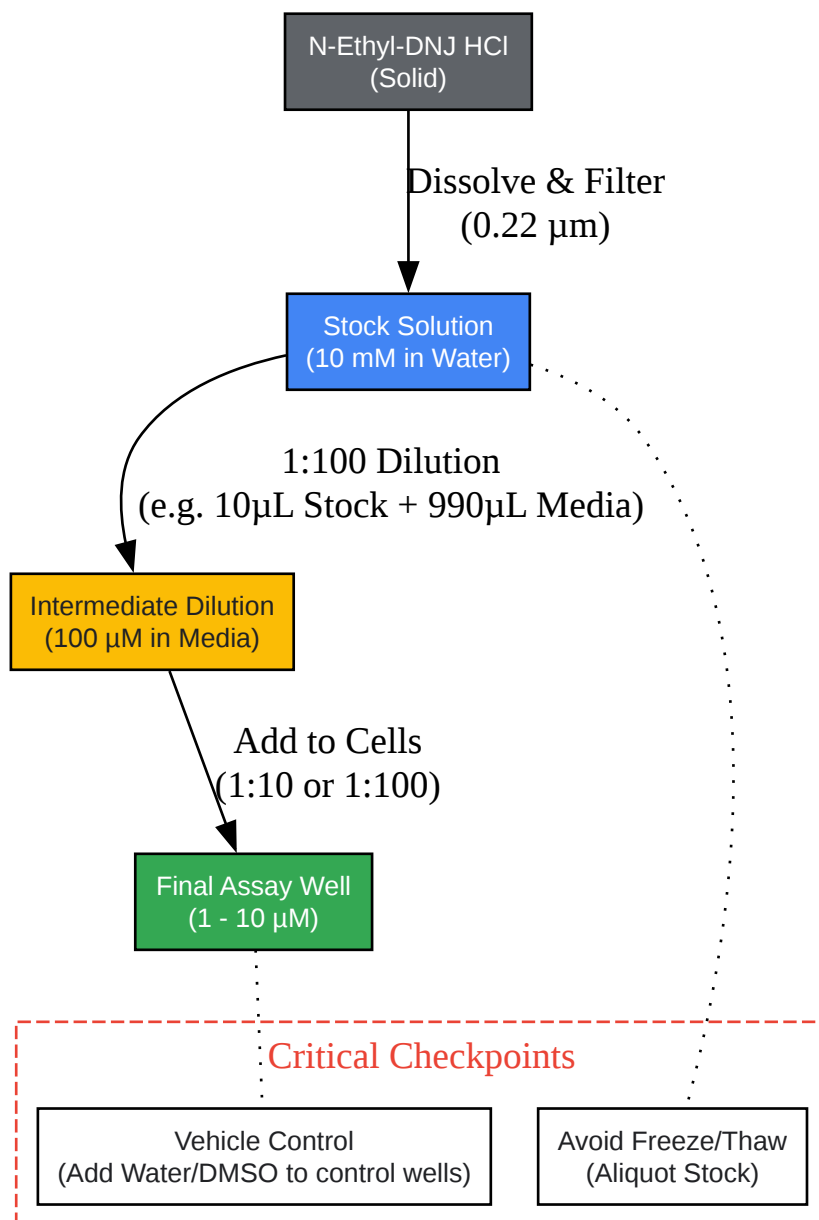 N-Ethyl-DNJ HCl
(Solid)
Dissolve & Filter
(0.22 µm)
Stock Solution
(10 mM in Water)
1:100 Dilution
(e.g. 10µL Stock + 990µL Media)
Intermediate Dilution
(100 µM in Media)
Add to Cells
(1:10 or 1:100)
Final Assay Well
(1 - 10 µM)
Critical Checkpoints
Vehicle Control
(Add Water/DMSO to control wells)
Avoid Freeze/Thaw
(Aliquot Stock)